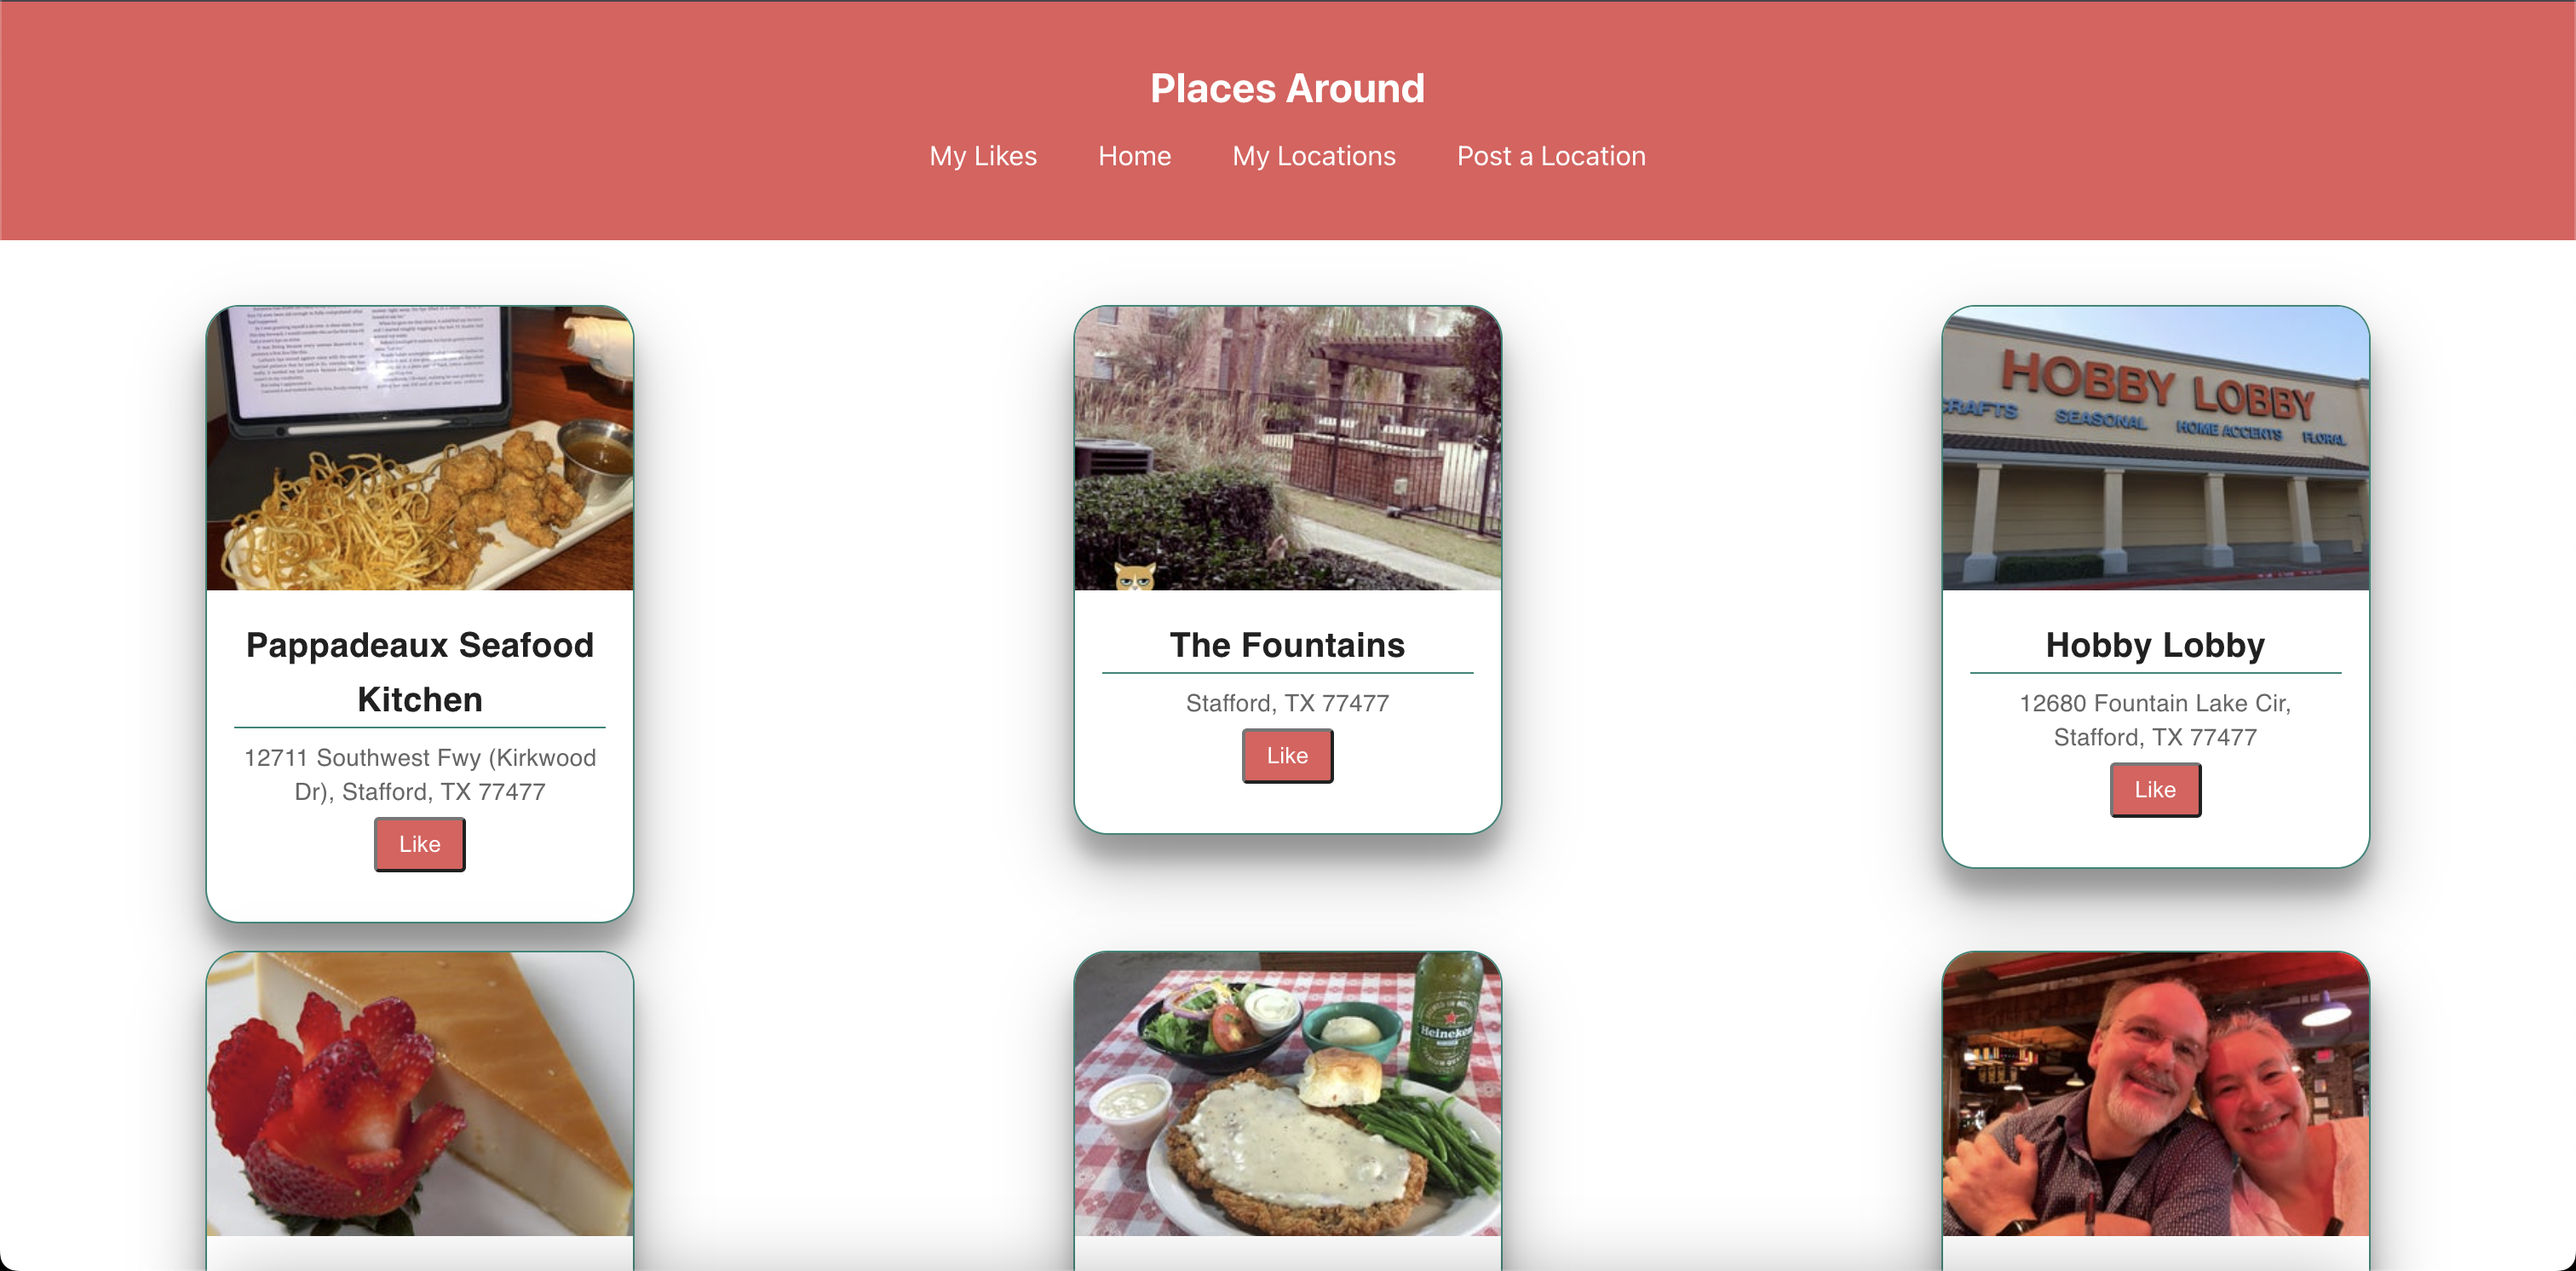 Places Around
My Likes Home My Locations Post a Location
HOBBY LOBBY
CRAFTS SEASONAL HOME ACCENTS FLORAL
Pappadeaux Seafood
Kitchen
12711 Southwest Fwy (Kirkwood
Dr), Stafford, TX 77477
Like
The Fountains
Stafford, TX 77477
Like
Hobby Lobby
12680 Fountain Lake Cir,
Stafford, TX 77477
Like
Heineken